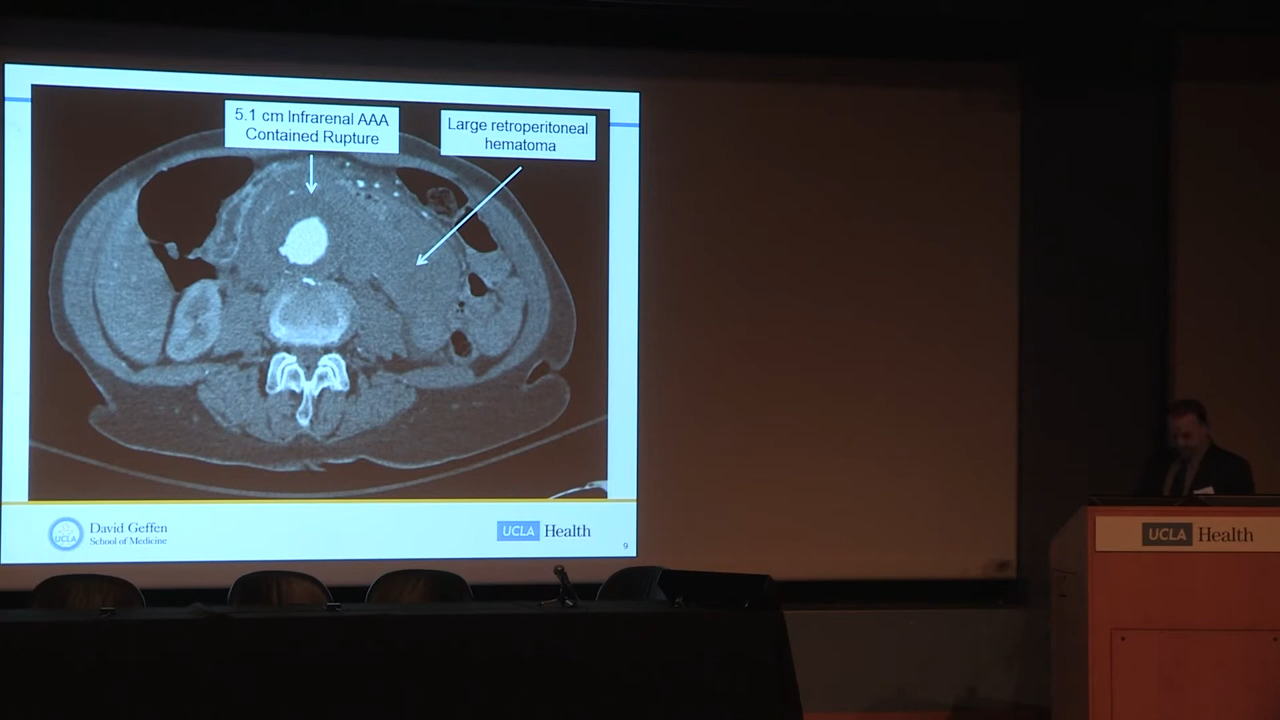 5.1 cm Infrarenal AAA
Contained Rupture
Large retroperitoneal
hematoma
UCLA
David Geffen
School of Medicine
UCLA Health
9
UCLA Health